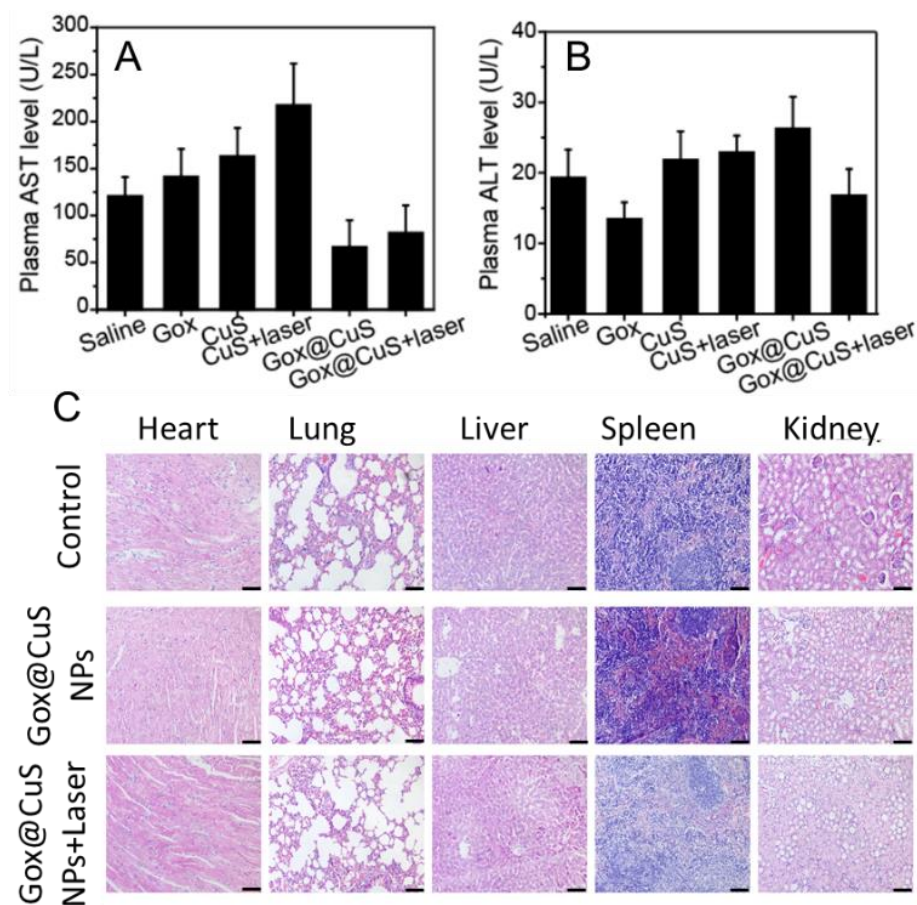 A
Plasma AST level (U/L)
300
250
200
150
100
50
0
Saline
Gox
CuS
CuS+laser
Gox@CuS
Gox@CuS+laser
B
Plasma ALT level (U/L)
40
30
20
10
0
Saline
Gox
CuS
CuS+laser
Gox@CuS
Gox@CuS+laser
C
Heart Lung Liver Spleen Kidney
Control
Gox@CuS
NPs
Gox@CuS
NPs+Laser